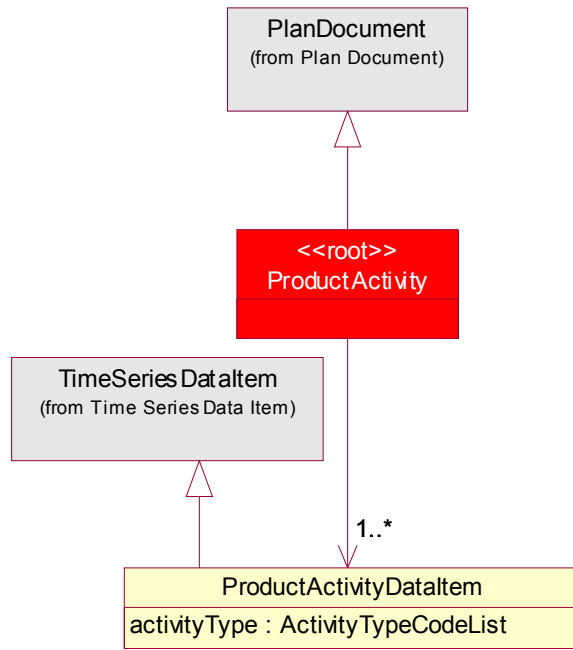 PlanDocument
(from Plan Document)
<<root>>
ProductActivity
TimeSeriesDataItem
(from Time Series Data Item)
1..*
ProductActivityDataItem
activityType : ActivityTypeCodeList